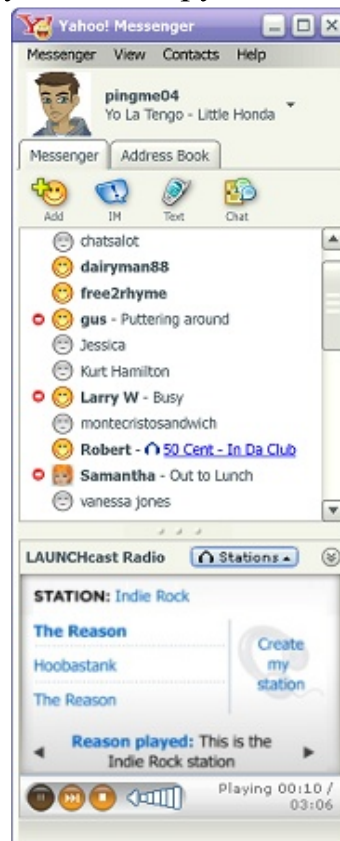 Yahoo! Messenger
Messenger View Contacts Help
pingme04
Yo La Tengo - Little Honda
Messenger Address Book
Add IM Text Chat
chatsalot
dairyman88
free2rhyme
gus - Puttering around
Jessica
Kurt Hamilton
Larry W - Busy
montecristosandwich
Robert - 50 Cent - In Da Club
Samantha - Out to Lunch
vanessa jones
LAUNCHcast Radio Stations
STATION: Indie Rock
The Reason
Hoobastank
The Reason
Create
my
station
Reason played: This is the
Indie Rock station
Playing 00:10 /
03:06